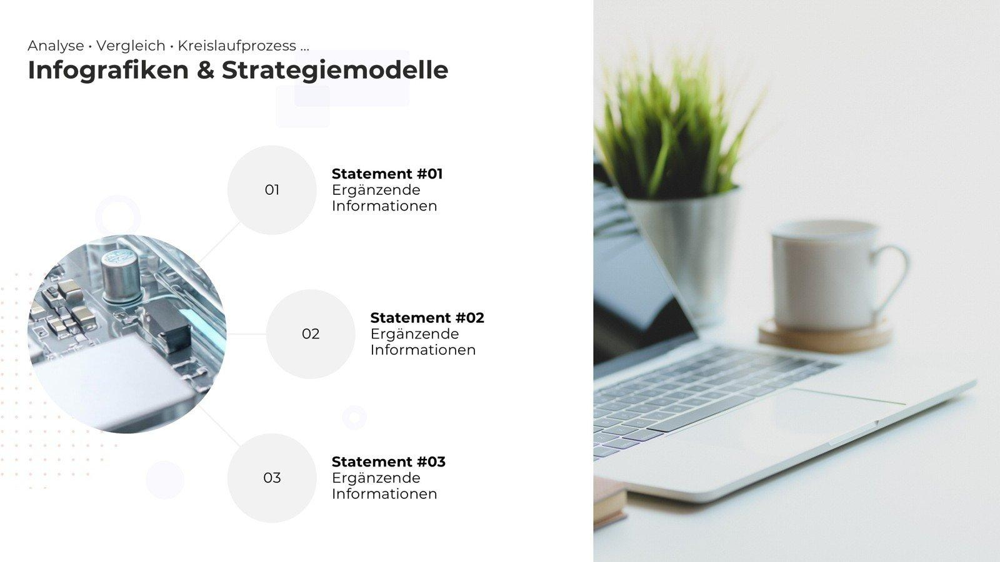 Analyse • Vergleich • Kreislaufprozess ...
Infografiken & Strategiemodelle
01
Statement #01
Ergänzende
Informationen
02
Statement #02
Ergänzende
Informationen
03
Statement #03
Ergänzende
Informationen